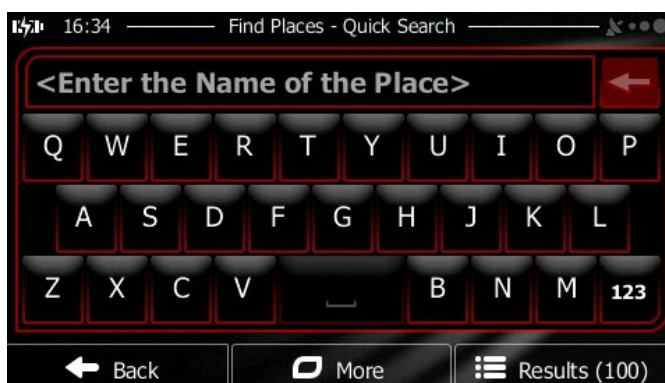 16:34 Find Places - Quick Search
<Enter the Name of the Place>
Q W E R T Y U I O P
A S D F G H J K L
Z X C V B N M 123
Back More Results (100)